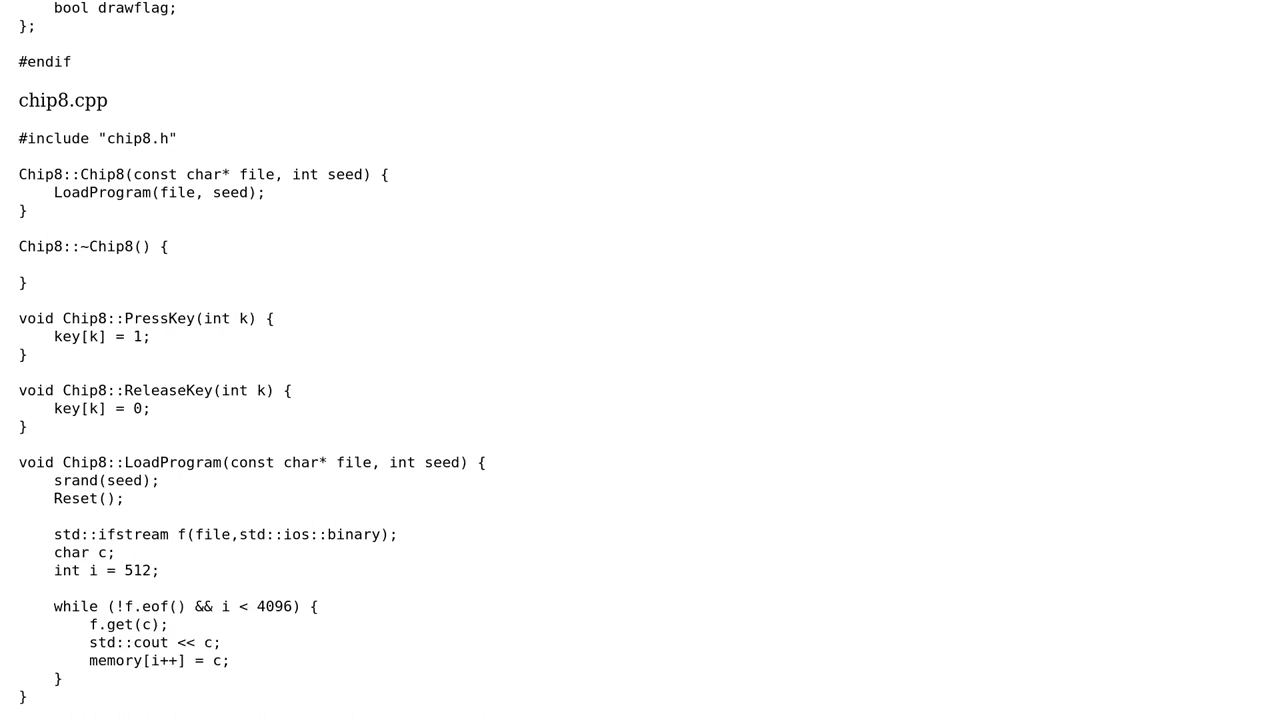 bool drawflag;
};
#endif
chip8.cpp
#include "chip8.h"
Chip8::Chip8(const char* file, int seed) {
    LoadProgram(file, seed);
}
Chip8::~Chip8() {
}
void Chip8::PressKey(int k) {
    key[k] = 1;
}
void Chip8::ReleaseKey(int k) {
    key[k] = 0;
}
void Chip8::LoadProgram(const char* file, int seed) {
    srand(seed);
    Reset();
    std::ifstream f(file,std::ios::binary);
    char c;
    int i = 512;
    while (!f.eof() && i < 4096) {
        f.get(c);
        std::cout << c;
        memory[i++] = c;
    }
}